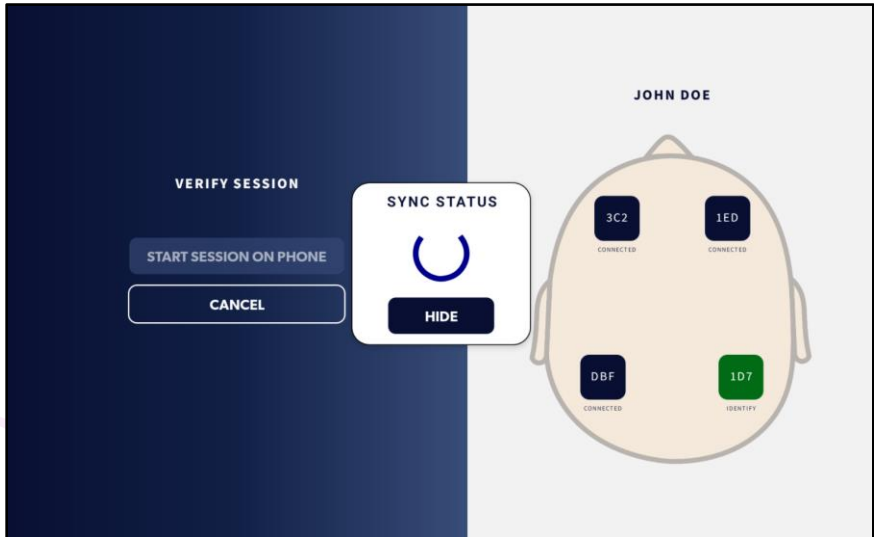 VERIFY SESSION
START SESSION ON PHONE
CANCEL
SYNC STATUS
HIDE
JOHN DOE
3C2
CONNECTED
1ED
CONNECTED
DBF
CONNECTED
1D7
IDENTIFY